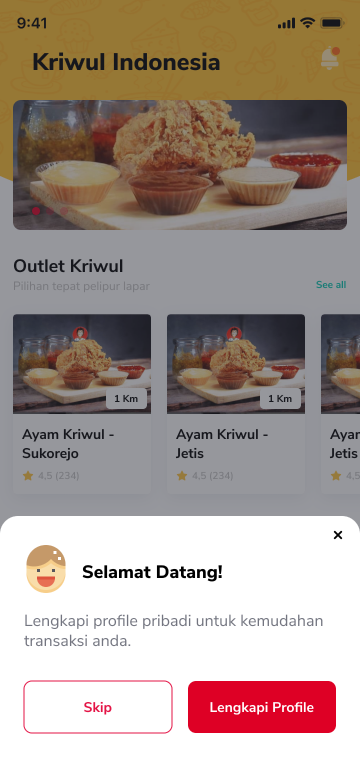 9:41
Kriwul Indonesia
Outlet Kriwul
Pilihan tepat pelipur lapar
See all
1 Km
1 Km
Ayam Kriwul -
Sukorejo
4,5 (234)
Ayam Kriwul -
Jetis
4,5 (234)
Ayar
Jetis
4,5
Selamat Datang!
Lengkapi profile pribadi untuk kemudahan
transaksi anda.
Skip
Lengkapi Profile